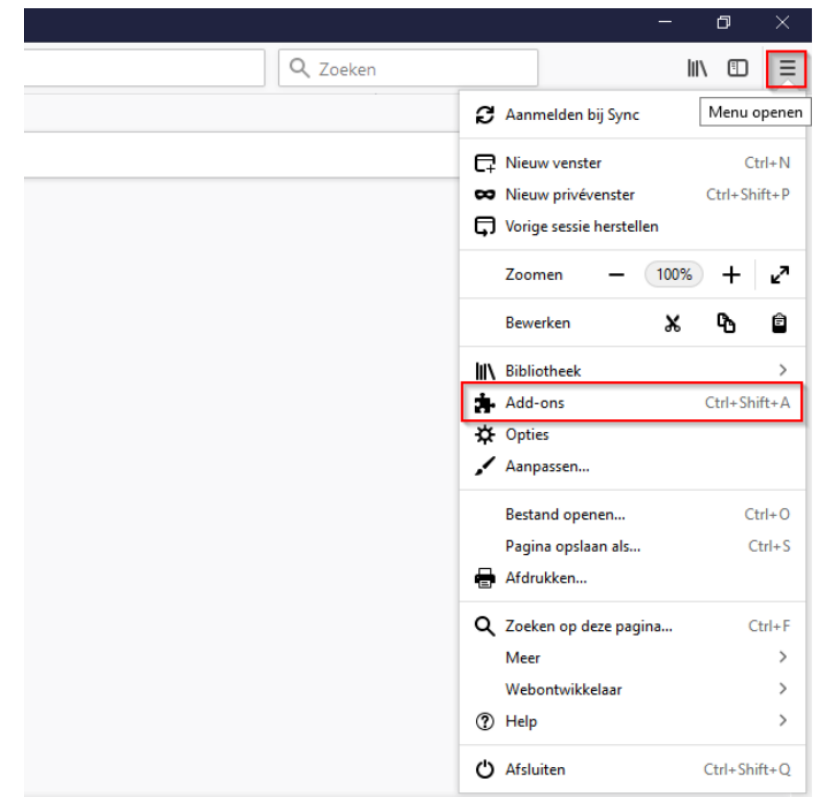 Zoeken
Aanmelden bij Sync
Menu openen
Nieuw venster Ctrl+N
Nieuw privévenster Ctrl+Shift+P
Vorige sessie herstellen
Zoomen 100%
Bewerken
Bibliotheek
Add-ons Ctrl+Shift+A
Opties
Aanpassen...
Bestand openen... Ctrl+O
Pagina opslaan als... Ctrl+S
Afdrukken...
Zoeken op deze pagina... Ctrl+F
Meer
Webontwikkelaar
Help
Afsluiten Ctrl+Shift+Q